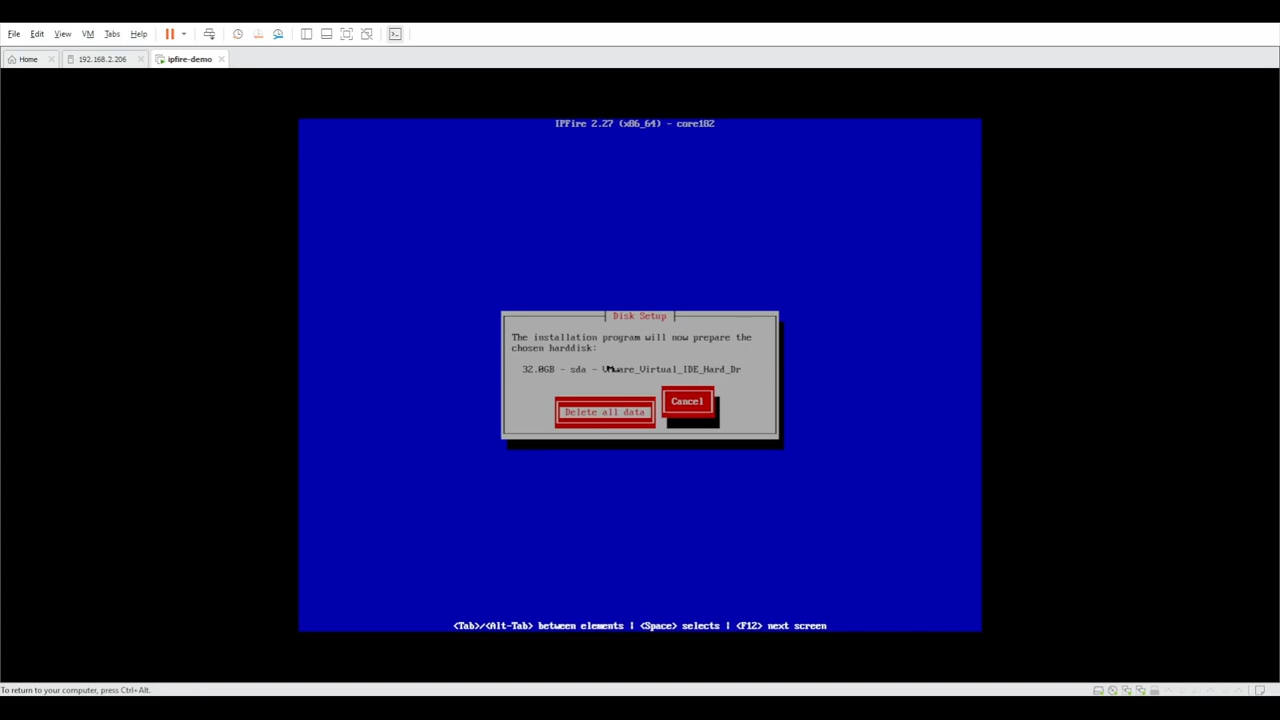 File Edit View VM Tabs Help
Home 192.168.2.206 ipfire-demo
IPFire 2.27 (x86_64) - core182
Disk Setup
The installation program will now prepare the
chosen harddisk:
32.0GB - sda - VMware_Virtual_IDE_Hard_Dr
Cancel
Delete all data
<Tab>/<Alt-Tab> between elements | <Space> selects | <F12> next screen
To return to your computer, press Ctrl+Alt.